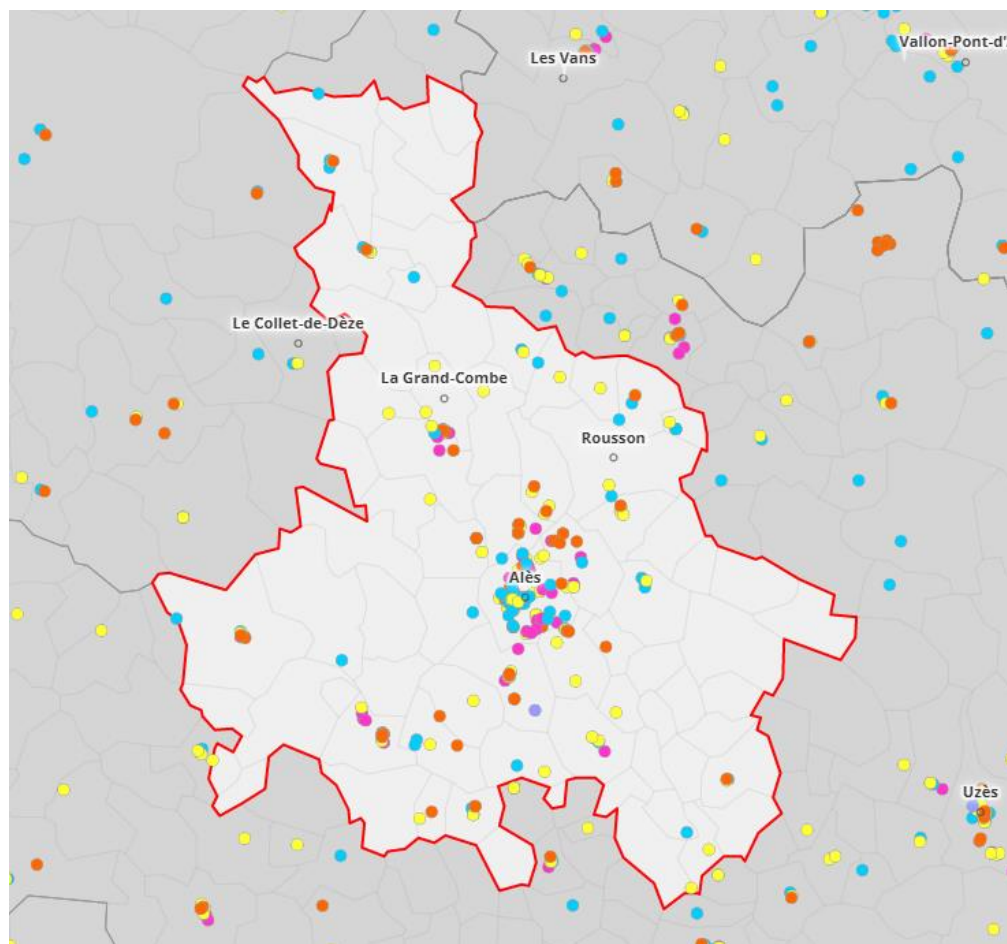 Vallon-Pont-d'
Les Vans
Le Collet-de-Dèze
La Grand-Combe
Rousson
Alès
Uzès